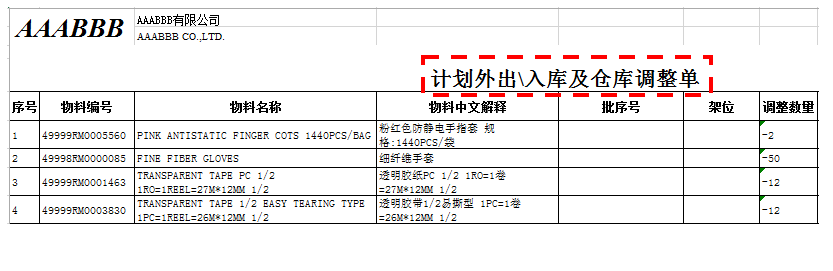 AAABBB
AAABBB有限公司
AAABBB CO.,LTD.
计划外出\入库及仓库调整单
序号 物料编号 物料名称 物料中文解释 批序号 架位 调整数量
1 49999RM0005560 PINK ANTISTATIC FINGER COTS 1440PCS/BAG 粉红色防静电手指套 规
格:1440PCS/袋 -2
2 49998RM0000085 FINE FIBER GLOVES 细纤维手套 -50
3 49999RM0001463 TRANSPARENT TAPE PC 1/2
1RO=1REEL=27M*12MM 1/2 透明胶纸PC 1/2 1RO=1卷
=27M*12MM 1/2 -12
4 49999RM0003830 TRANSPARENT TAPE 1/2 EASY TEARING TYPE
1PC=1REEL=26M*12MM 1/2 透明胶带1/2易撕型 1PC=1卷
=26M*12MM 1/2 -12